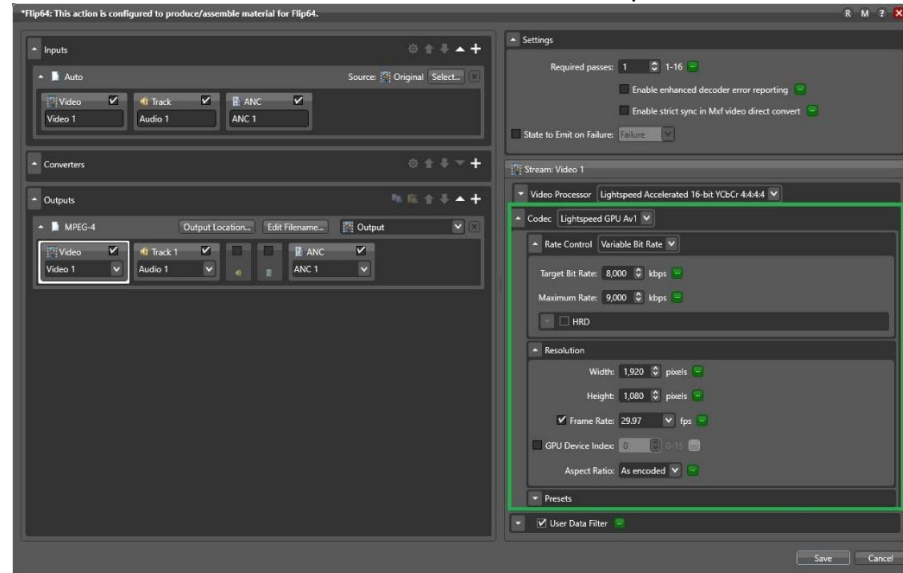 *Flip64: This action is configured to produce/assemble material for Flip64.
R M ? X
Inputs
Auto
Source: Original Select...
Video
Track
ANC
Video 1
Audio 1
ANC 1
Converters
Outputs
MPEG-4 Output Location... Edit Filename... Output
Video
Track 1
ANC
Video 1
Audio 1
ANC 1
Settings
Required passes: 1 1-16
Enable enhanced decoder error reporting
Enable strict sync in Mxf video direct convert
State to Emit on Failure: Failure
Stream: Video 1
Video Processor Lightspeed Accelerated 16-bit YCbCr 4:4:4:4
Codec Lightspeed GPU Av1
Rate Control Variable Bit Rate
Target Bit Rate: 8,000 kbps
Maximum Rate: 9,000 kbps
HRD
Resolution
Width: 1,920 pixels
Height: 1,080 pixels
Frame Rate: 29.97 fps
GPU Device Index: 0 0-15
Aspect Ratio: As encoded
Presets
User Data Filter
Save Cancel